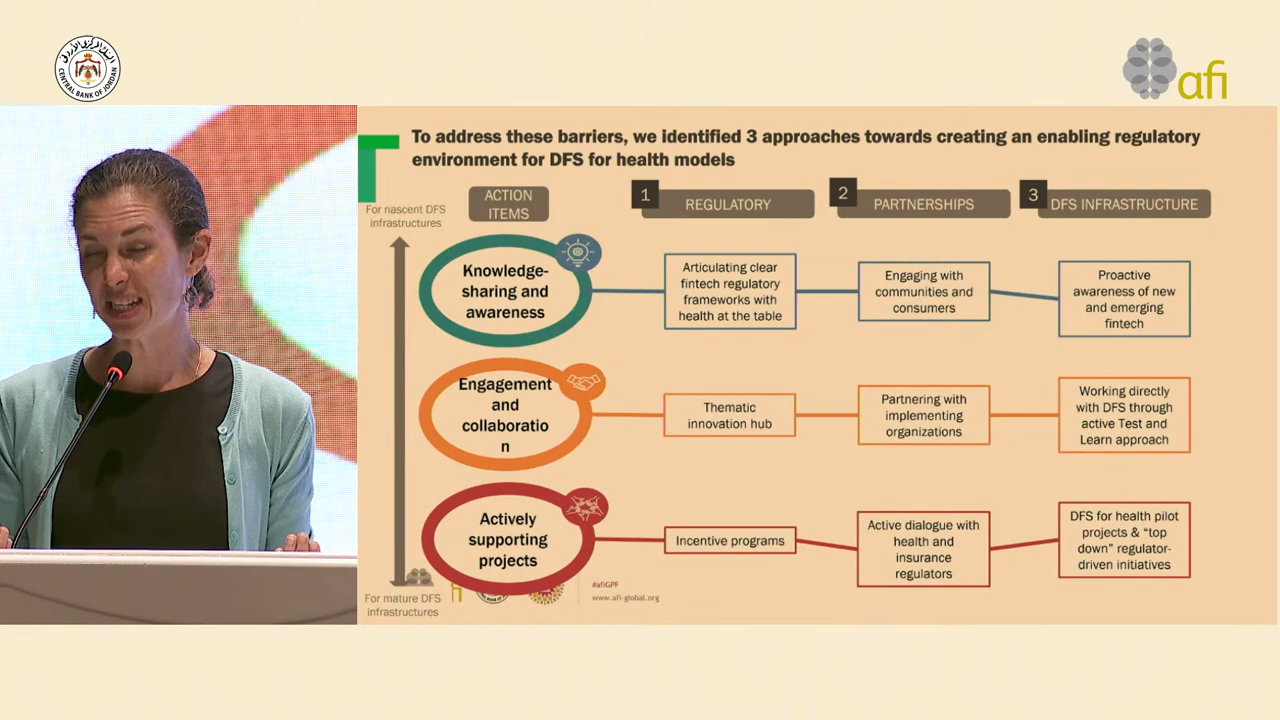 البنك المركزي الأردني
CENTRAL BANK OF JORDAN
afi
To address these barriers, we identified 3 approaches towards creating an enabling regulatory
environment for DFS for health models
For nascent DFS
infrastructures
ACTION
ITEMS
1
REGULATORY
2
PARTNERSHIPS
3
DFS INFRASTRUCTURE
Knowledge-
sharing and
awareness
Articulating clear
fintech regulatory
frameworks with
health at the table
Engaging with
communities and
consumers
Proactive
awareness of new
and emerging
fintech
Engagement
and
collaboratio
n
Thematic
innovation hub
Partnering with
implementing
organizations
Working directly
with DFS through
active Test and
Learn approach
Actively
supporting
projects
Incentive programs
Active dialogue with
health and
insurance
regulators
DFS for health pilot
projects & “top
down” regulator-
driven initiatives
For mature DFS
infrastructures
#afiGPF
www.afi-global.org